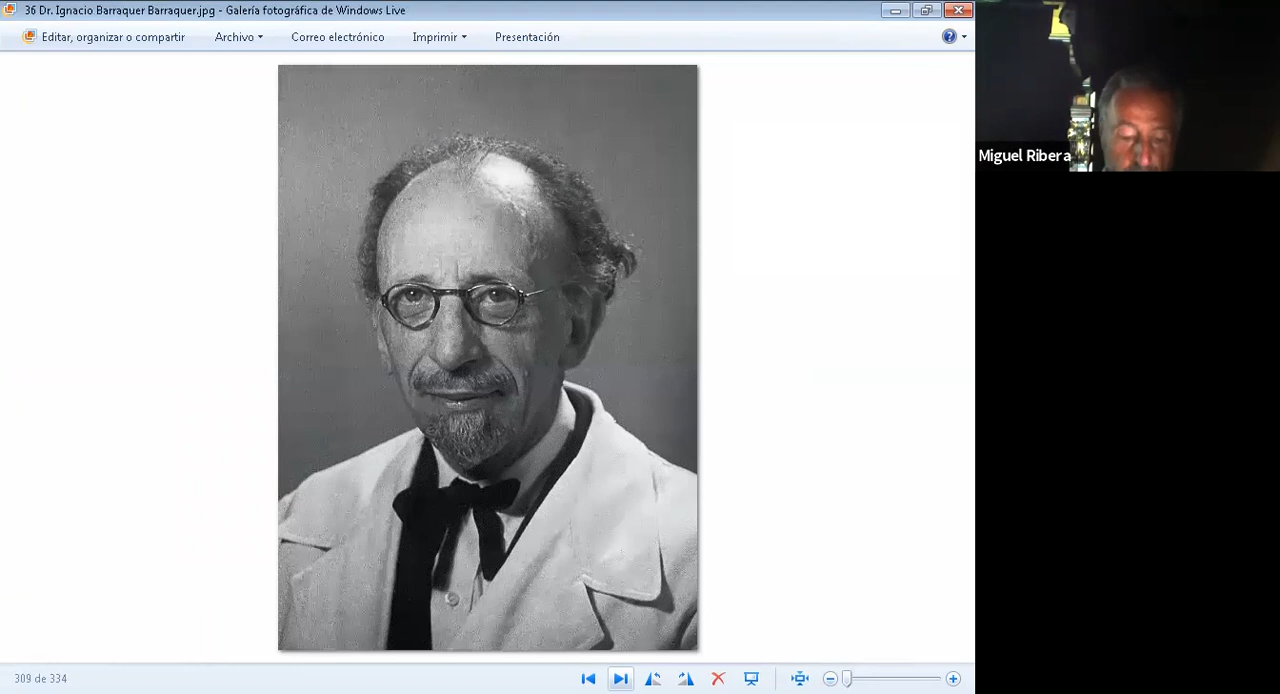 36 Dr. Ignacio Barraquer Barraquer.jpg - Galería fotográfica de Windows Live
Editar, organizar o compartir Archivo Correo electrónico Imprimir Presentación
Miguel Ribera
309 de 334